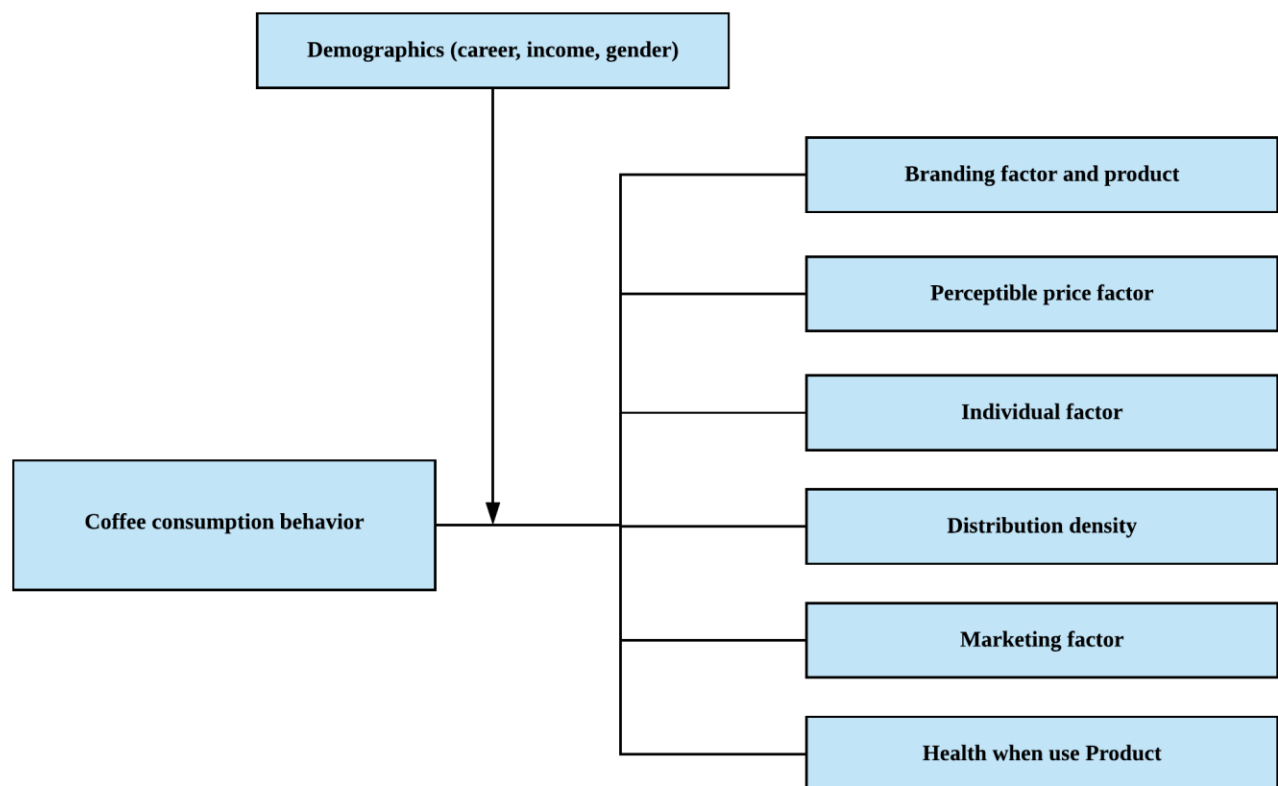 Demographics (career, income, gender)
Branding factor and product
Perceptible price factor
Individual factor
Coffee consumption behavior
Distribution density
Marketing factor
Health when use Product